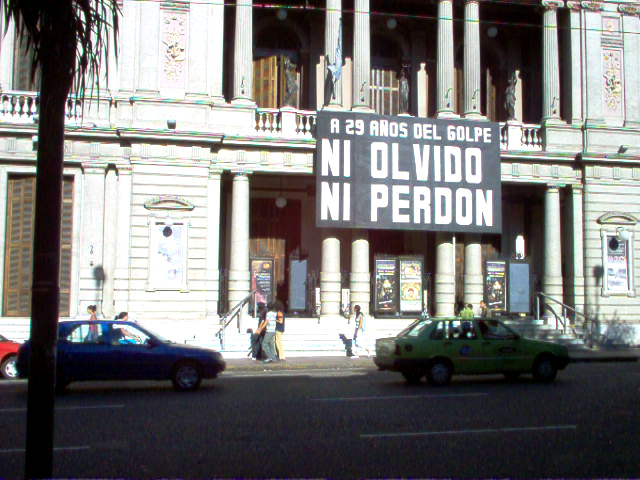 A 29 AÑOS DEL GOLPE
NI OLVIDO
NI PERDON